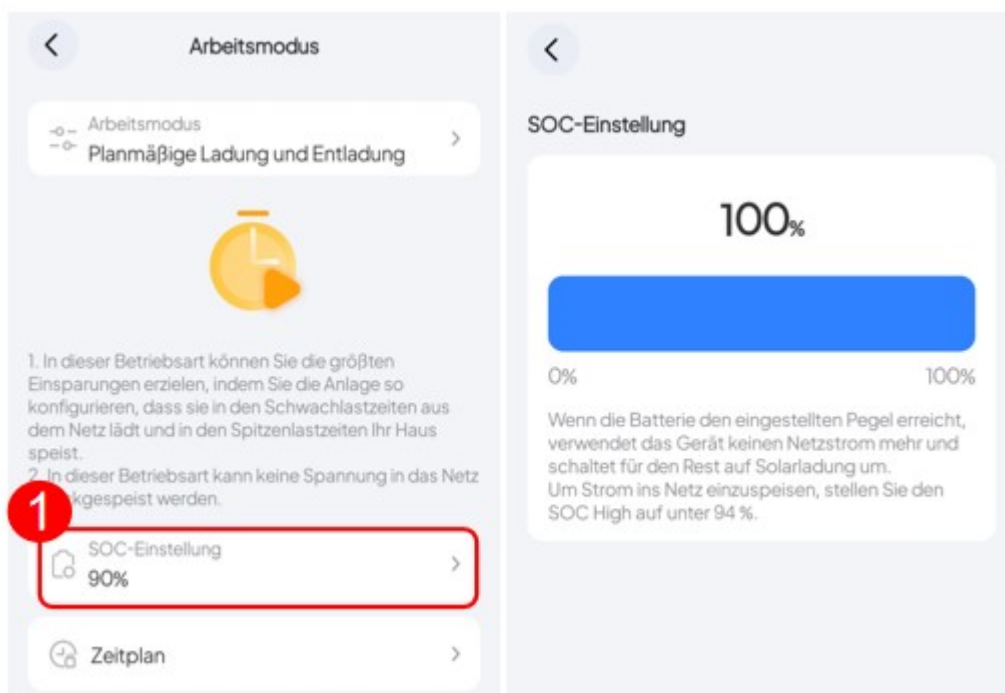 Arbeitsmodus
Arbeitsmodus
Planmäßige Ladung und Entladung
1. In dieser Betriebsart können Sie die größten
Einsparungen erzielen, indem Sie die Anlage so
konfigurieren, dass sie in den Schwachlastzeiten aus
dem Netz lädt und in den Spitzenlastzeiten Ihr Haus
speist.
2. In dieser Betriebsart kann keine Spannung in das Netz
kgespeist werden.
1
SOC-Einstellung
90%
Zeitplan
SOC-Einstellung
100%
0% 100%
Wenn die Batterie den eingestellten Pegel erreicht,
verwendet das Gerät keinen Netzstrom mehr und
schaltet für den Rest auf Solarladung um.
Um Strom ins Netz einzuspeisen, stellen Sie den
SOC High auf unter 94 %.